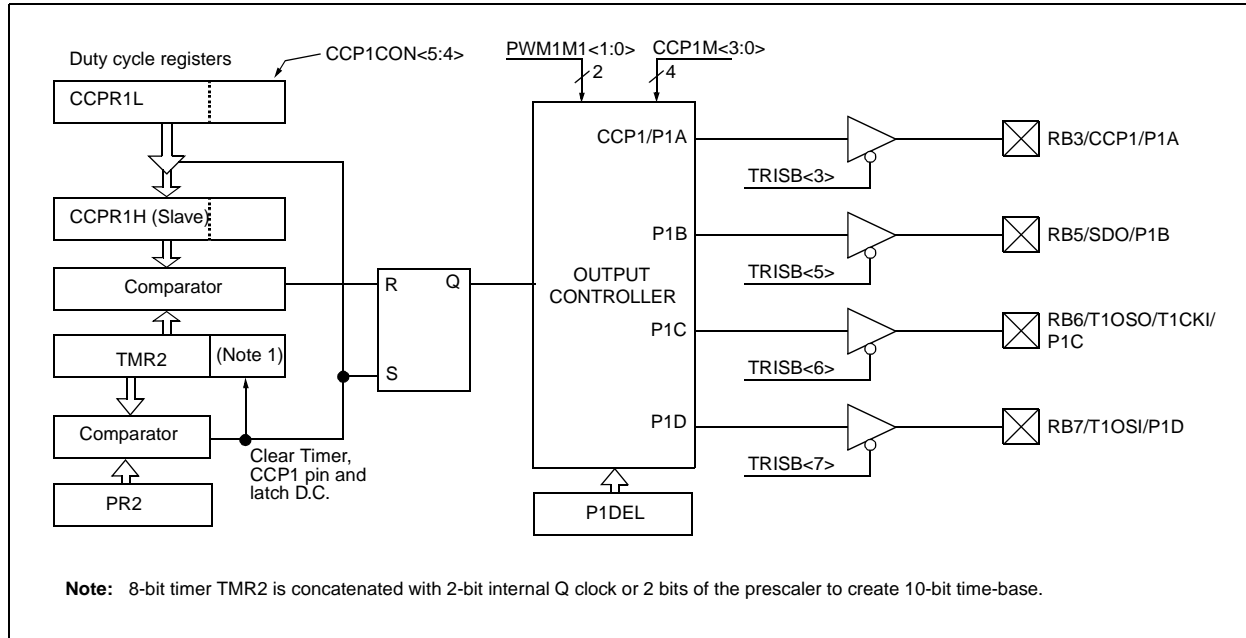 Duty cycle registers
CCP1CON<5:4>
CCPR1L
CCPR1H (Slave)
Comparator
TMR2
(Note 1)
Comparator
PR2
Clear Timer,
CCP1 pin and
latch D.C.
R
Q
S
PWM1M1<1:0>
2
CCP1M<3:0>
4
CCP1/P1A
P1B
OUTPUT
CONTROLLER
P1C
P1D
P1DEL
TRISB<3>
RB3/CCP1/P1A
TRISB<5>
RB5/SDO/P1B
TRISB<6>
RB6/T1OSO/T1CKI/
P1C
TRISB<7>
RB7/T1OSI/P1D
Note: 8-bit timer TMR2 is concatenated with 2-bit internal Q clock or 2 bits of the prescaler to create 10-bit time-base.